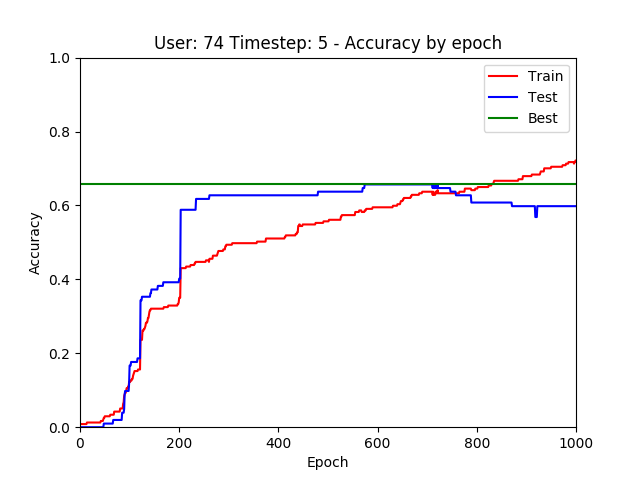 User: 74 Timestep: 5 - Accuracy by epoch
1.0
0.8
0.6
0.4
0.2
0.0
Accuracy
Train
Test
Best
0 200 400 600 800 1000
Epoch